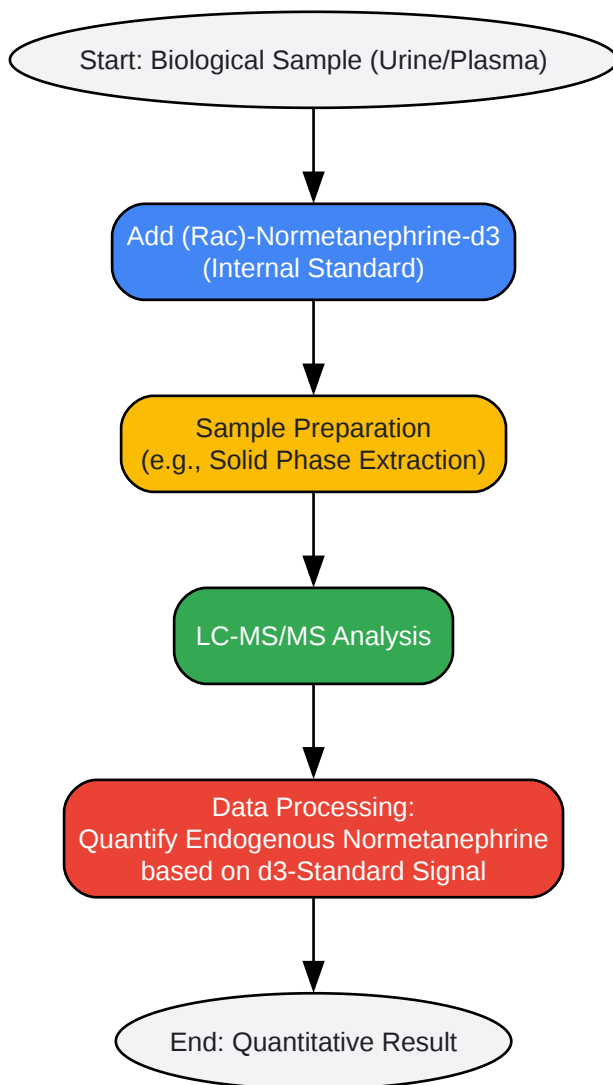 Start: Biological Sample (Urine/Plasma)
Add (Rac)-Normetanephrine-d3
(Internal Standard)
Sample Preparation
(e.g., Solid Phase Extraction)
LC-MS/MS Analysis
Data Processing:
Quantify Endogenous Normetanephrine
based on d3-Standard Signal
End: Quantitative Result